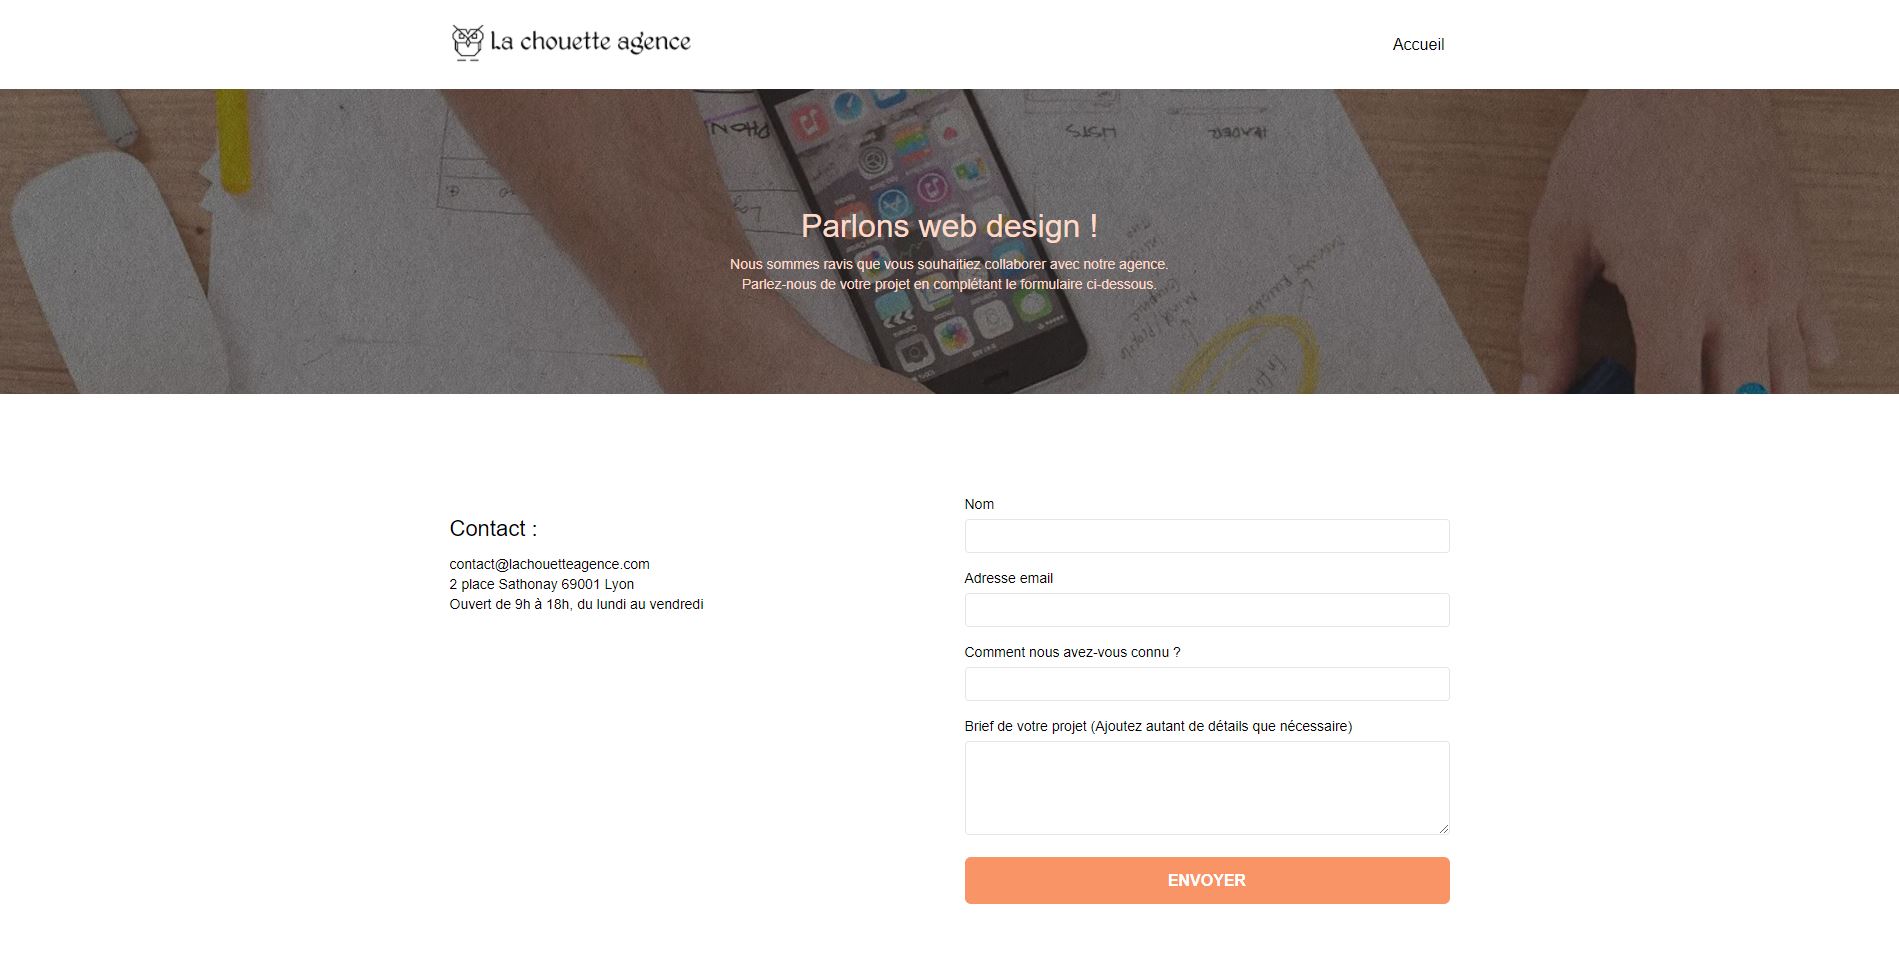 La chouette agence
Accueil
LISTS
HEADER
Parlons web design !
Nous sommes ravis que vous souhaitiez collaborer avec notre agence.
Parlez-nous de votre projet en complétant le formulaire ci-dessous.
Contact :
contact@lachouetteagence.com
2 place Sathonay 69001 Lyon
Ouvert de 9h à 18h, du lundi au vendredi
Nom
Adresse email
Comment nous avez-vous connu ?
Brief de votre projet (Ajoutez autant de détails que nécessaire)
ENVOYER